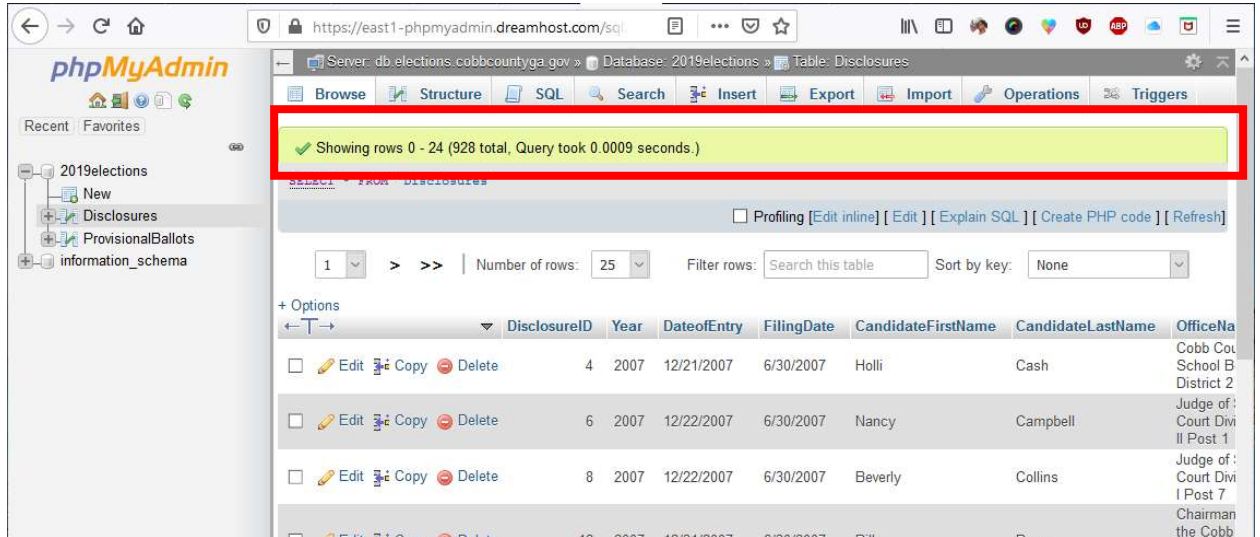 https://east1-phpmyadmin.dreamhost.com/sql
phpMyAdmin
Recent Favorites
2019elections
New
Disclosures
ProvisionalBallots
information_schema
Server: db.elections.cobbcountyga.gov » Database: 2019elections » Table: Disclosures
Browse Structure SQL Search Insert Export Import Operations Triggers
Showing rows 0 - 24 (928 total, Query took 0.0009 seconds.)
SELECT * FROM `Disclosures`
Profiling [Edit inline] [ Edit ] [ Explain SQL ] [ Create PHP code ] [ Refresh]
1 > >> | Number of rows: 25 Filter rows: Search this table Sort by key: None
+ Options
←T→ DisclosureID Year DateofEntry FilingDate CandidateFirstName CandidateLastName OfficeNa
Edit Copy Delete 4 2007 12/21/2007 6/30/2007 Holli Cash Cobb Cou
School B
District 2
Edit Copy Delete 6 2007 12/22/2007 6/30/2007 Nancy Campbell Judge of S
Court Divi
II Post 1
Edit Copy Delete 8 2007 12/22/2007 6/30/2007 Beverly Collins Judge of S
Court Divi
I Post 7
Chairman
the Cobb